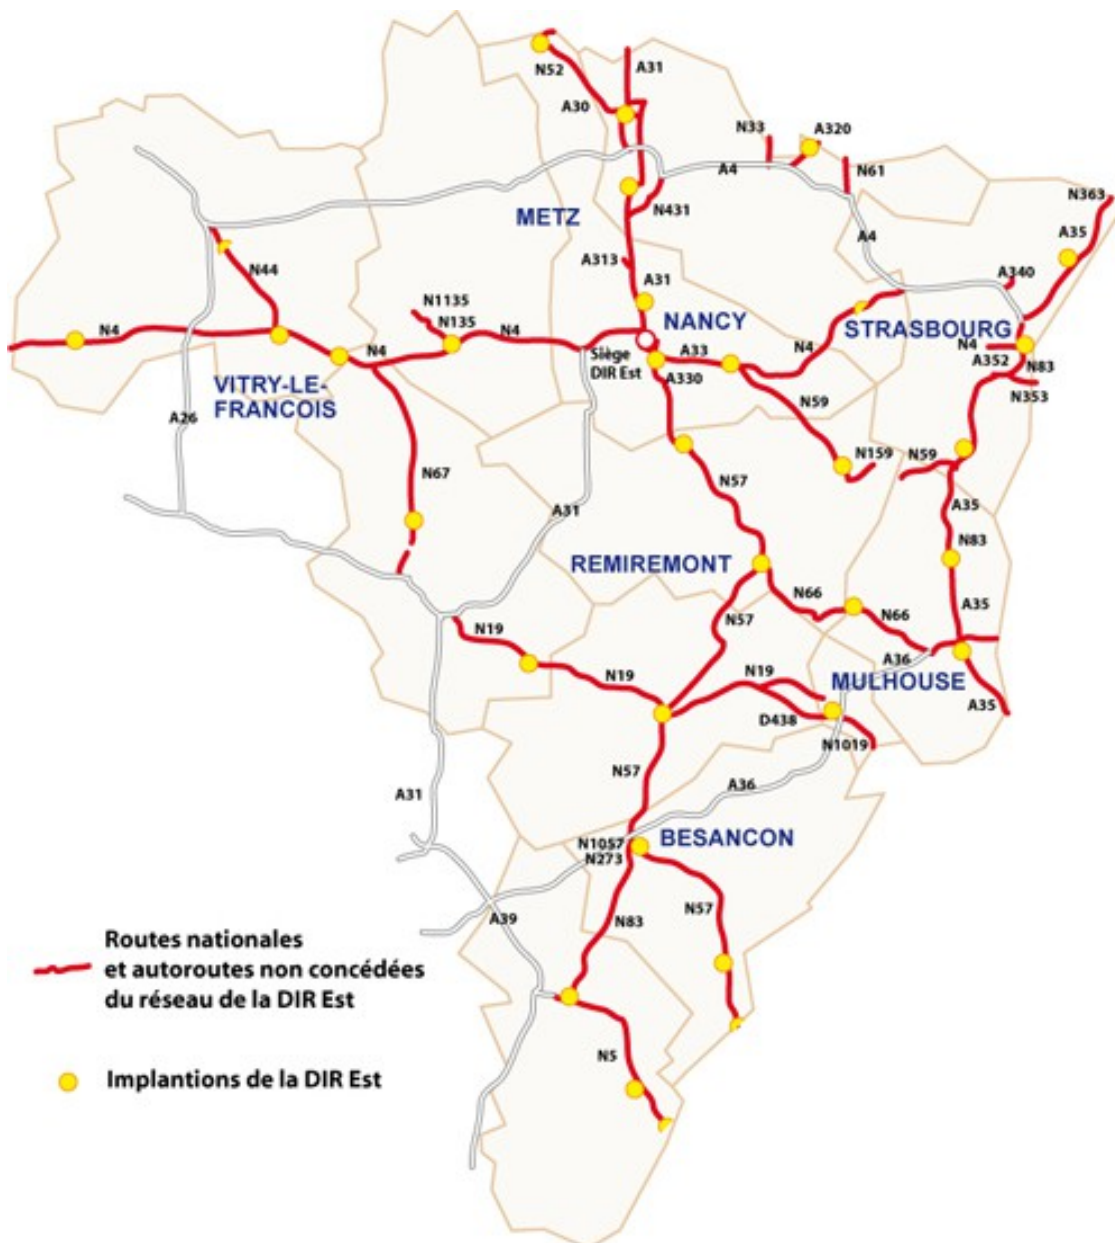 N52
A31
A30
N33
A320
A4
N61
N363
METZ
N431
A35
A4
A313
A340
N44
A31
N1135
N135
NANCY
STRASBOURG
N4
N4
N4
N4
A33
N4
N4
Siège
DIR Est
A352
N83
A330
N353
VITRY-LE-
FRANCOIS
A26
N59
N159
N59
N67
N57
A35
A31
N83
REMIREMONT
N66
A35
N66
N57
N19
A36
N19
N19
MULHOUSE
A35
D438
N1019
N57
A36
A31
N1057
N273
BESANCON
A39
N83
N57
Routes nationales
et autoroutes non concédées
du réseau de la DIR Est
N5
Implantions de la DIR Est